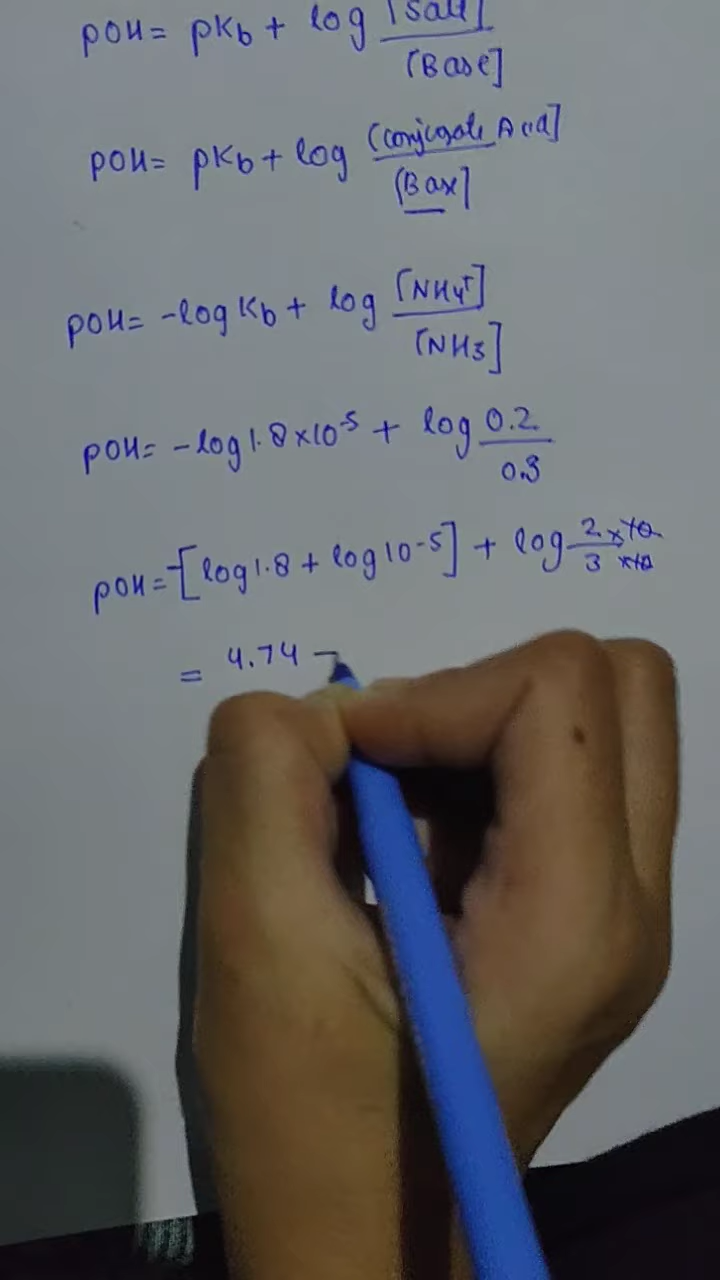 POH = PKb + log [Salt] / [Base]
POH = PKb + log [Conjugate Acid] / [Base]
POH = -log Kb + log [NH4+] / [NH3]
POH = -log 1.8×10^-5 + log 0.2 / 0.3
POH = -[log 1.8 + log 10^-5] + log 2×10 / 3×10
= 4.74 -